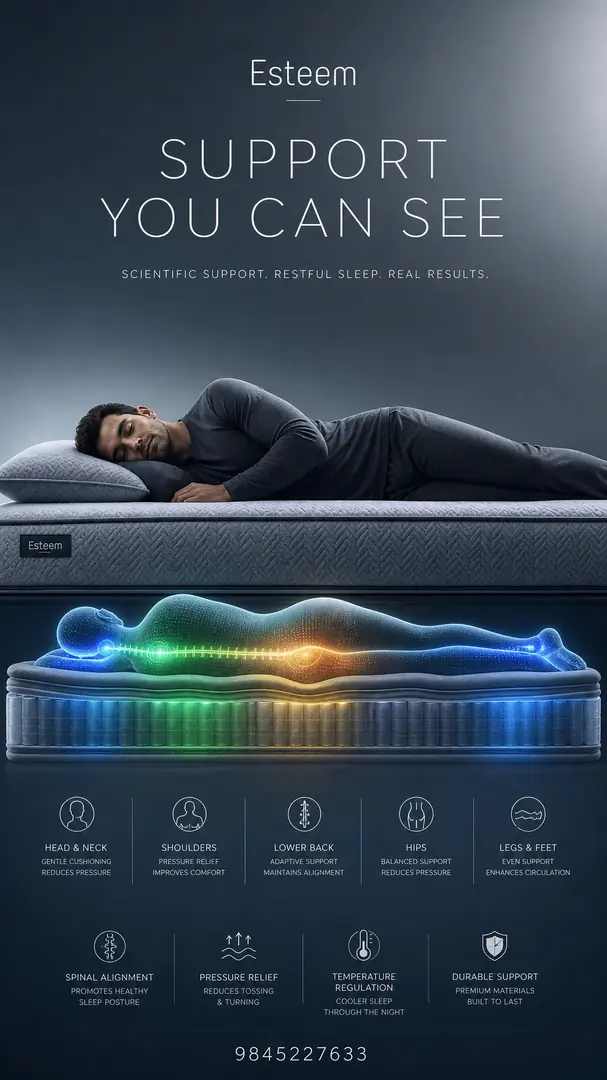 Esteem
SUPPORT
YOU CAN SEE
SCIENTIFIC SUPPORT. RESTFUL SLEEP. REAL RESULTS.
Esteem
HEAD & NECK
GENTLE CUSHIONING
REDUCES PRESSURE
SHOULDERS
PRESSURE RELIEF
IMPROVES COMFORT
LOWER BACK
ADAPTIVE SUPPORT
MAINTAINS ALIGNMENT
HIPS
BALANCED SUPPORT
REDUCES PRESSURE
LEGS & FEET
EVEN SUPPORT
ENHANCES CIRCULATION
SPINAL ALIGNMENT
PROMOTES HEALTHY
SLEEP POSTURE
PRESSURE RELIEF
REDUCES TOSSING
& TURNING
TEMPERATURE
REGULATION
COOLER SLEEP
THROUGH THE NIGHT
DURABLE SUPPORT
PREMIUM MATERIALS
BUILT TO LAST
9845227633